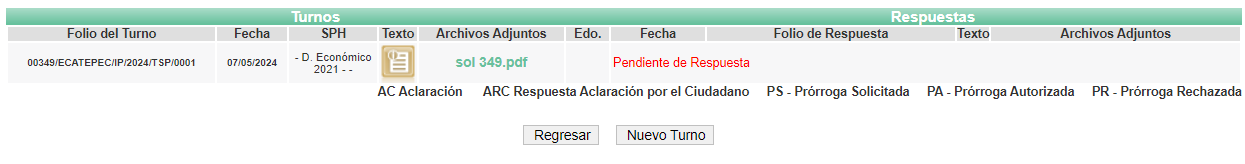 Turnos Respuestas
Folio del Turno Fecha SPH Texto Archivos Adjuntos Edo. Fecha Folio de Respuesta Texto Archivos Adjuntos
00349/ECATEPEC/IP/2024/TSP/0001 07/05/2024 - D. Económico
2021 - - sol 349.pdf Pendiente de Respuesta
AC Aclaración ARC Respuesta Aclaración por el Ciudadano PS - Prórroga Solicitada PA - Prórroga Autorizada PR - Prórroga Rechazada
Regresar Nuevo Turno